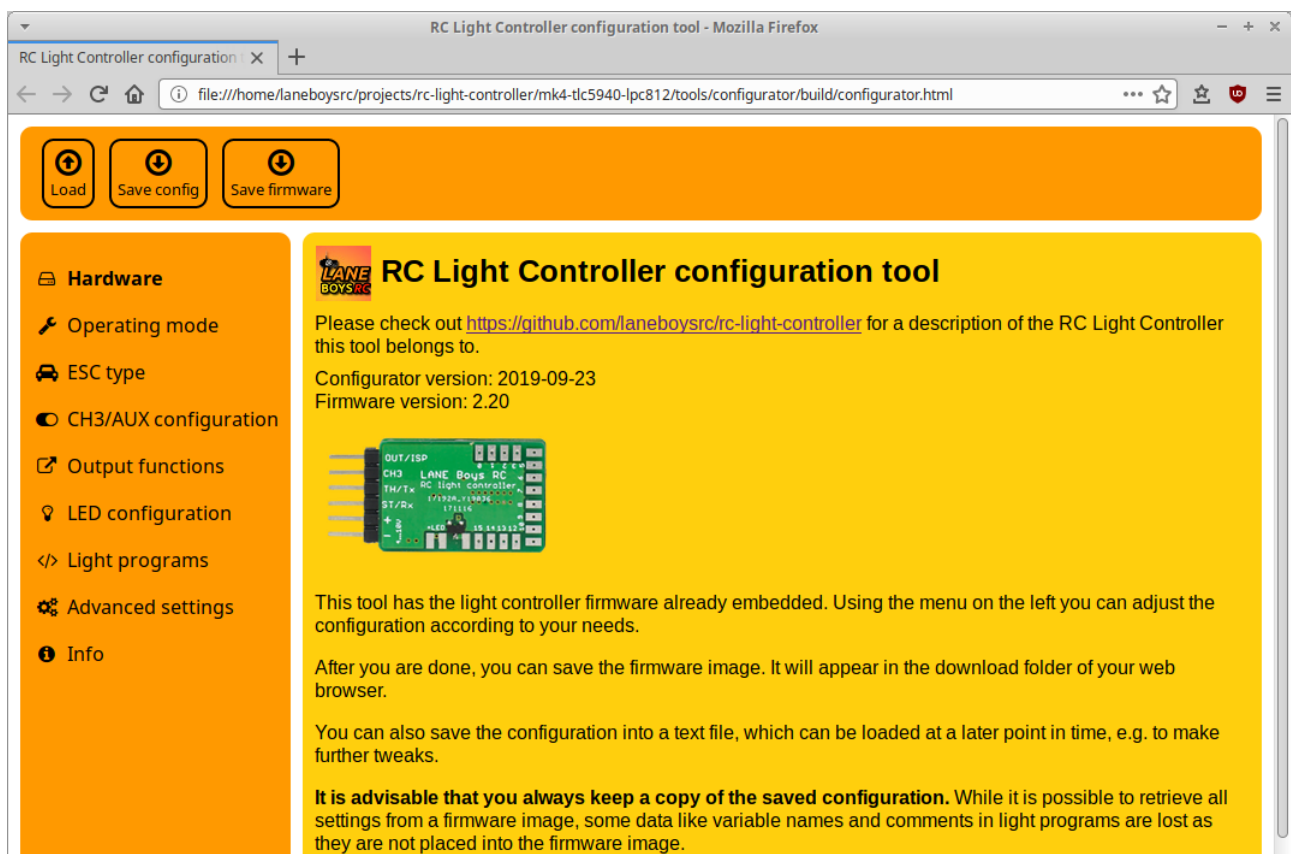 RC Light Controller configuration tool - Mozilla Firefox
RC Light Controller configuration
file:///home/laneboysrc/projects/rc-light-controller/mk4-tlc5940-lpc812/tools/configurator/build/configurator.html
Load
Save config
Save firmware
Hardware
Operating mode
ESC type
CH3/AUX configuration
Output functions
LED configuration
Light programs
Advanced settings
Info
LANE
BOYSRC
RC Light Controller configuration tool
Please check out https://github.com/laneboysrc/rc-light-controller for a description of the RC Light Controller
this tool belongs to.
Configurator version: 2019-09-23
Firmware version: 2.20
OUT/ISP
CH3 LANE Boys RC
TH/Tx RC light controller
ST/Rx
171116
+LED 15 14 13 12
This tool has the light controller firmware already embedded. Using the menu on the left you can adjust the
configuration according to your needs.
After you are done, you can save the firmware image. It will appear in the download folder of your web
browser.
You can also save the configuration into a text file, which can be loaded at a later point in time, e.g. to make
further tweaks.
It is advisable that you always keep a copy of the saved configuration. While it is possible to retrieve all
settings from a firmware image, some data like variable names and comments in light programs are lost as
they are not placed into the firmware image.